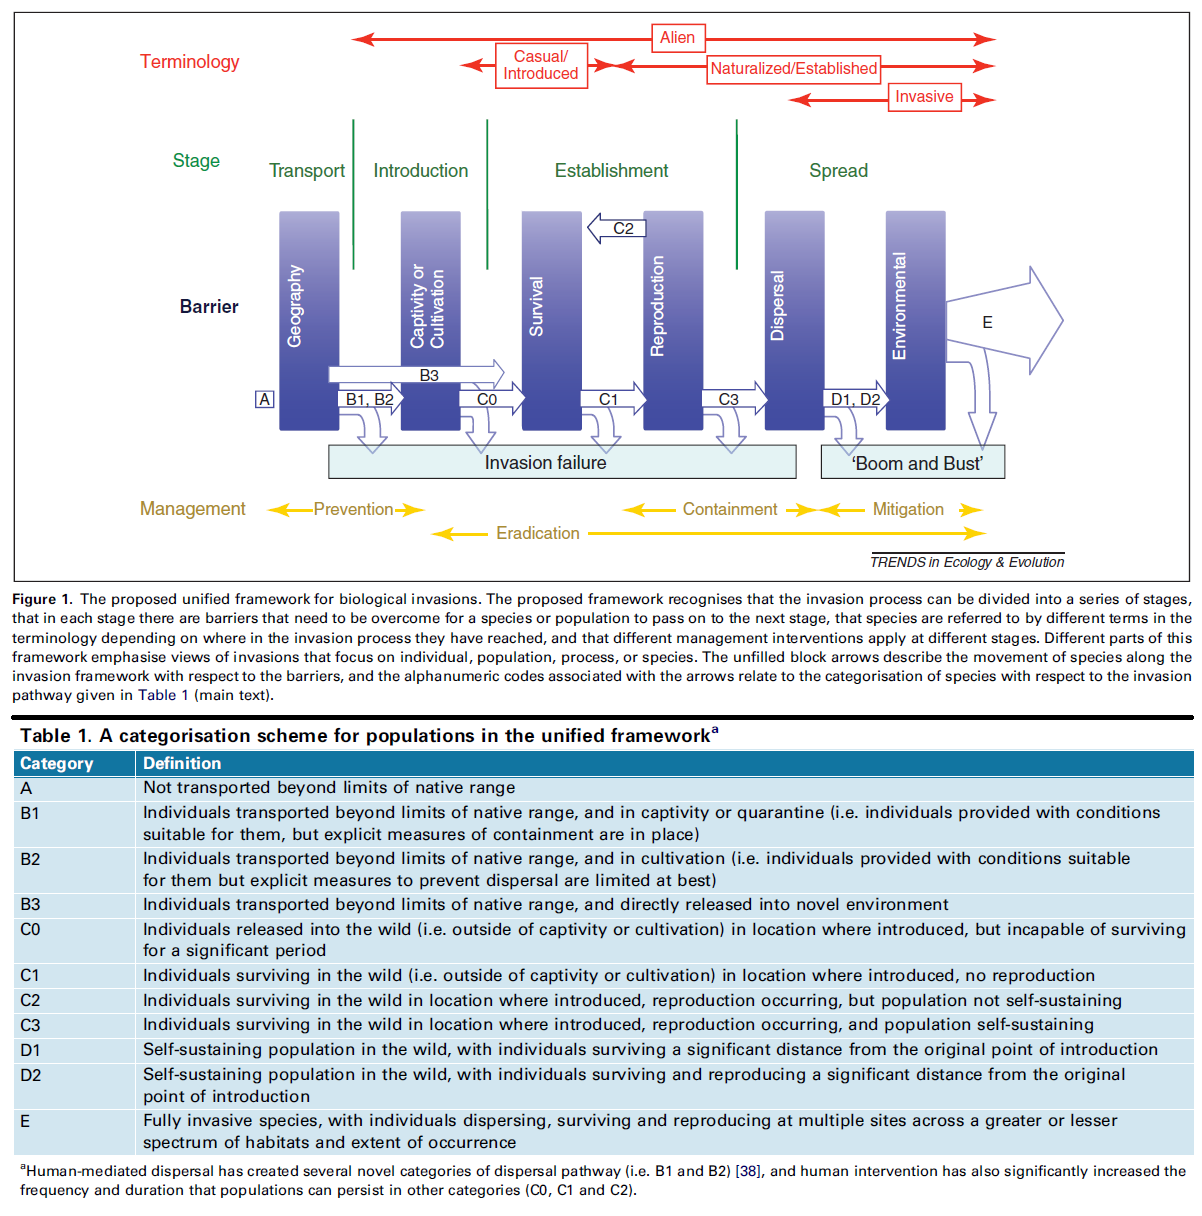 Terminology
Alien
Casual/
Introduced
Naturalized/Established
Invasive
Stage
Transport
Introduction
Establishment
Spread
Barrier
Geography
Captivity or
Cultivation
Survival
Reproduction
Dispersal
Environmental
C2
E
B3
A
B1, B2
C0
C1
C3
D1, D2
Invasion failure
‘Boom and Bust’
Management
Prevention
Containment
Mitigation
Eradication
TRENDS in Ecology & Evolution
Figure 1. The proposed unified framework for biological invasions. The proposed framework recognises that the invasion process can be divided into a series of stages,
that in each stage there are barriers that need to be overcome for a species or population to pass on to the next stage, that species are referred to by different terms in the
terminology depending on where in the invasion process they have reached, and that different management interventions apply at different stages. Different parts of this
framework emphasise views of invasions that focus on individual, population, process, or species. The unfilled block arrows describe the movement of species along the
invasion framework with respect to the barriers, and the alphanumeric codes associated with the arrows relate to the categorisation of species with respect to the invasion
pathway given in Table 1 (main text).
Table 1. A categorisation scheme for populations in the unified frameworkᵃ
Category Definition
A Not transported beyond limits of native range
B1 Individuals transported beyond limits of native range, and in captivity or quarantine (i.e. individuals provided with conditions
suitable for them, but explicit measures of containment are in place)
B2 Individuals transported beyond limits of native range, and in cultivation (i.e. individuals provided with conditions suitable
for them but explicit measures to prevent dispersal are limited at best)
B3 Individuals transported beyond limits of native range, and directly released into novel environment
C0 Individuals released into the wild (i.e. outside of captivity or cultivation) in location where introduced, but incapable of surviving
for a significant period
C1 Individuals surviving in the wild (i.e. outside of captivity or cultivation) in location where introduced, no reproduction
C2 Individuals surviving in the wild in location where introduced, reproduction occurring, but population not self-sustaining
C3 Individuals surviving in the wild in location where introduced, reproduction occurring, and population self-sustaining
D1 Self-sustaining population in the wild, with individuals surviving a significant distance from the original point of introduction
D2 Self-sustaining population in the wild, with individuals surviving and reproducing a significant distance from the original
point of introduction
E Fully invasive species, with individuals dispersing, surviving and reproducing at multiple sites across a greater or lesser
spectrum of habitats and extent of occurrence
ᵃHuman-mediated dispersal has created several novel categories of dispersal pathway (i.e. B1 and B2) [38], and human intervention has also significantly increased the
frequency and duration that populations can persist in other categories (C0, C1 and C2).